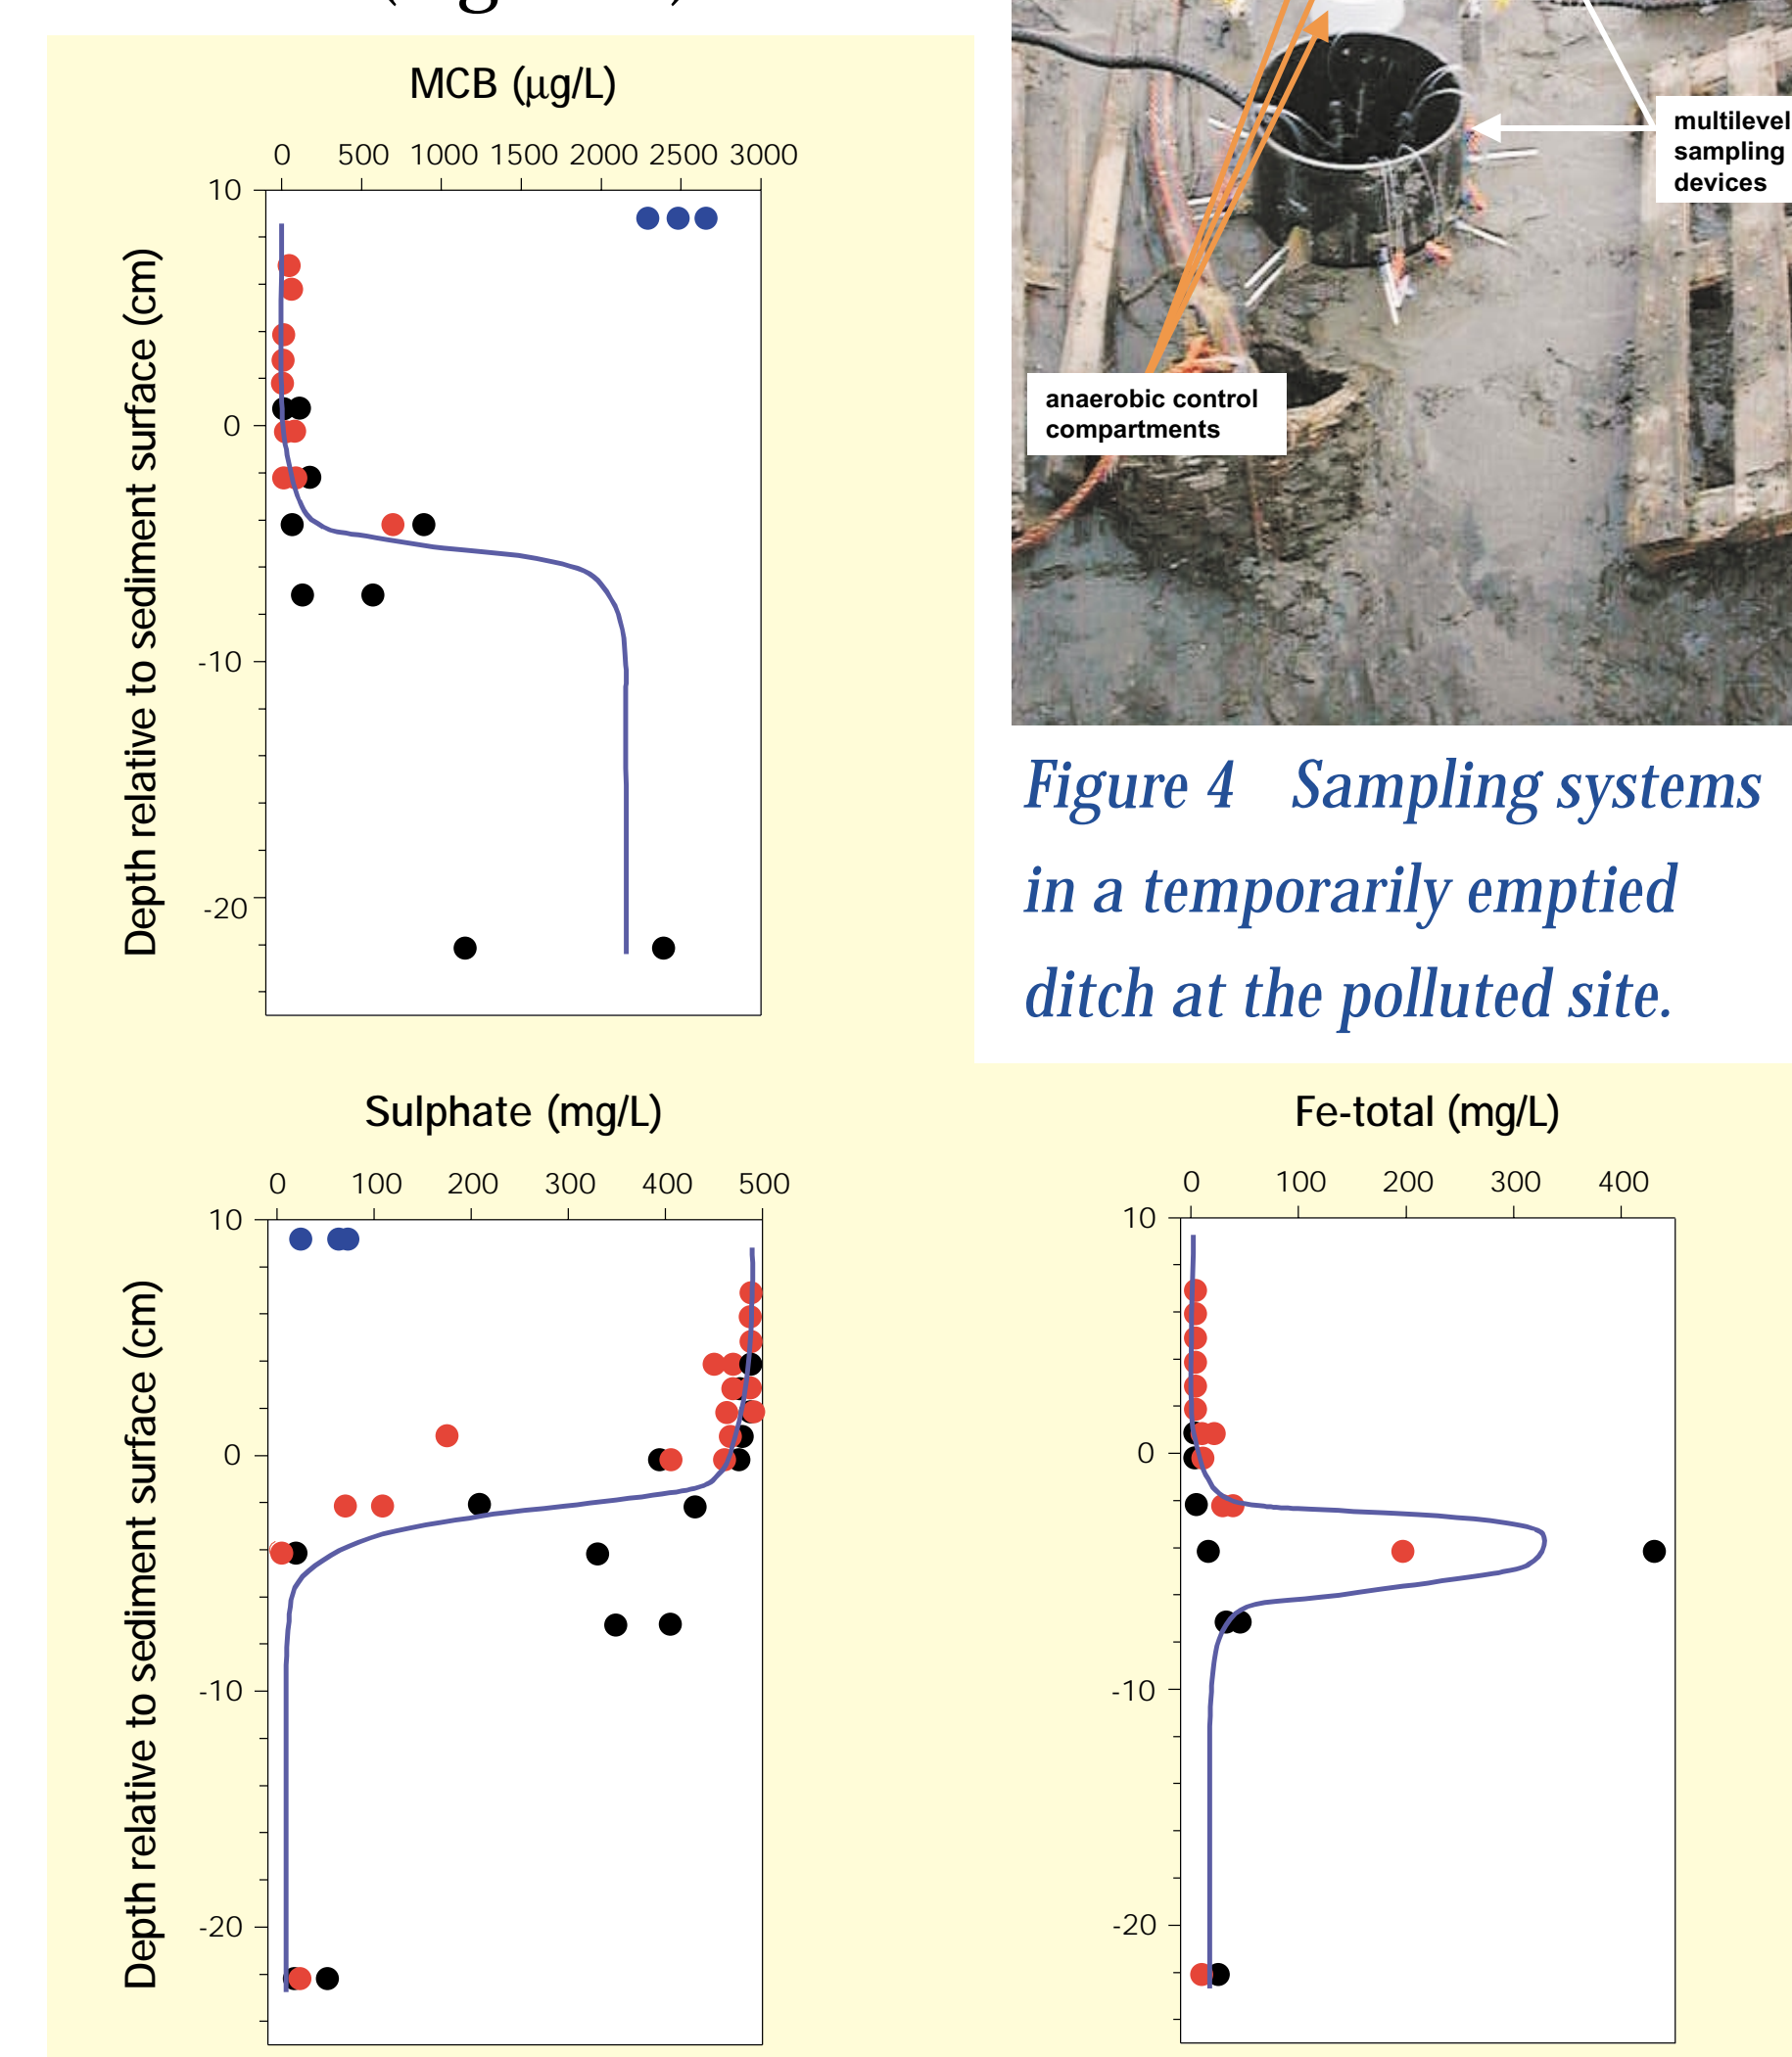 MCB (µg/L)
0 500 1000 1500 2000 2500 3000
10
0
-10
-20
Depth relative to sediment surface (cm)
multilevel
sampling
devices
anaerobic control
compartments
Figure 4 Sampling systems
in a temporarily emptied
ditch at the polluted site.
Sulphate (mg/L)
0 100 200 300 400 500
10
0
-10
-20
Depth relative to sediment surface (cm)
Fe-total (mg/L)
0 100 200 300 400
10
0
-10
-20